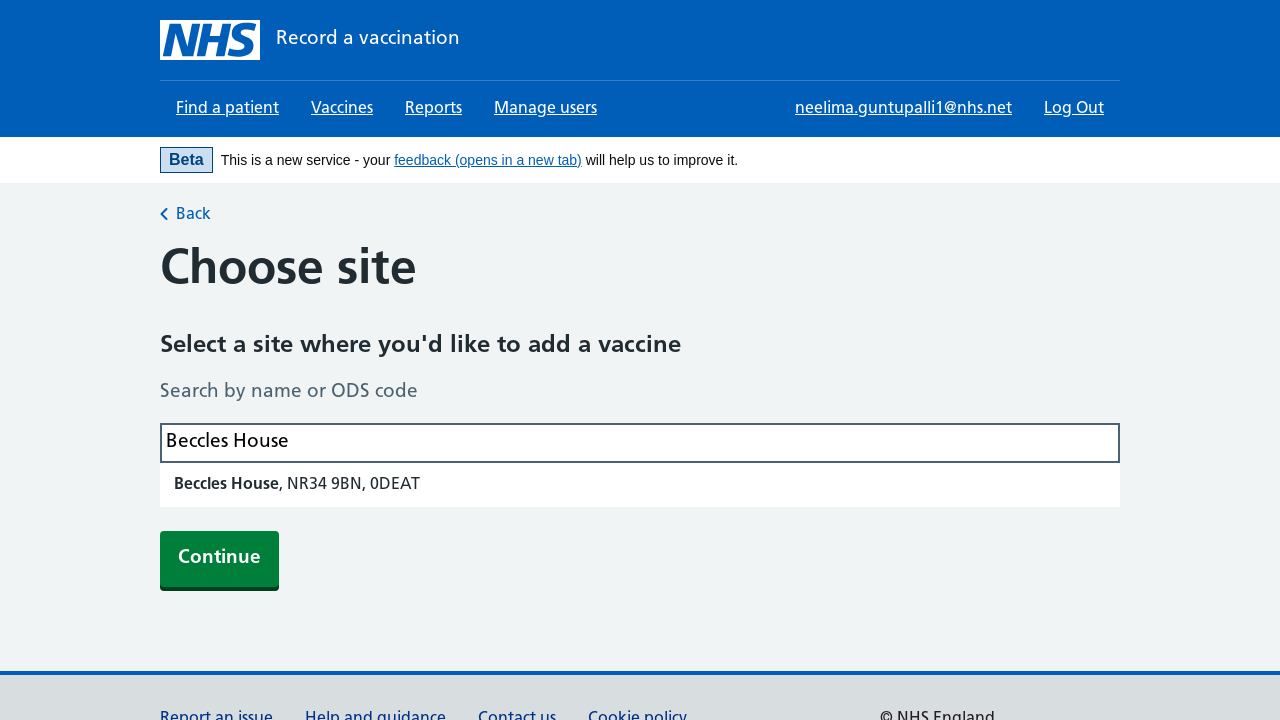 NHS Record a vaccination
Find a patient Vaccines Reports Manage users neelima.guntupalli1@nhs.net Log Out
Beta This is a new service - your feedback (opens in a new tab) will help us to improve it.
Back
Choose site
Select a site where you'd like to add a vaccine
Search by name or ODS code
Beccles House
Beccles House, NR34 9BN, 0DEAT
Continue
Report an issue Help and guidance Contact us Cookie policy © NHS England